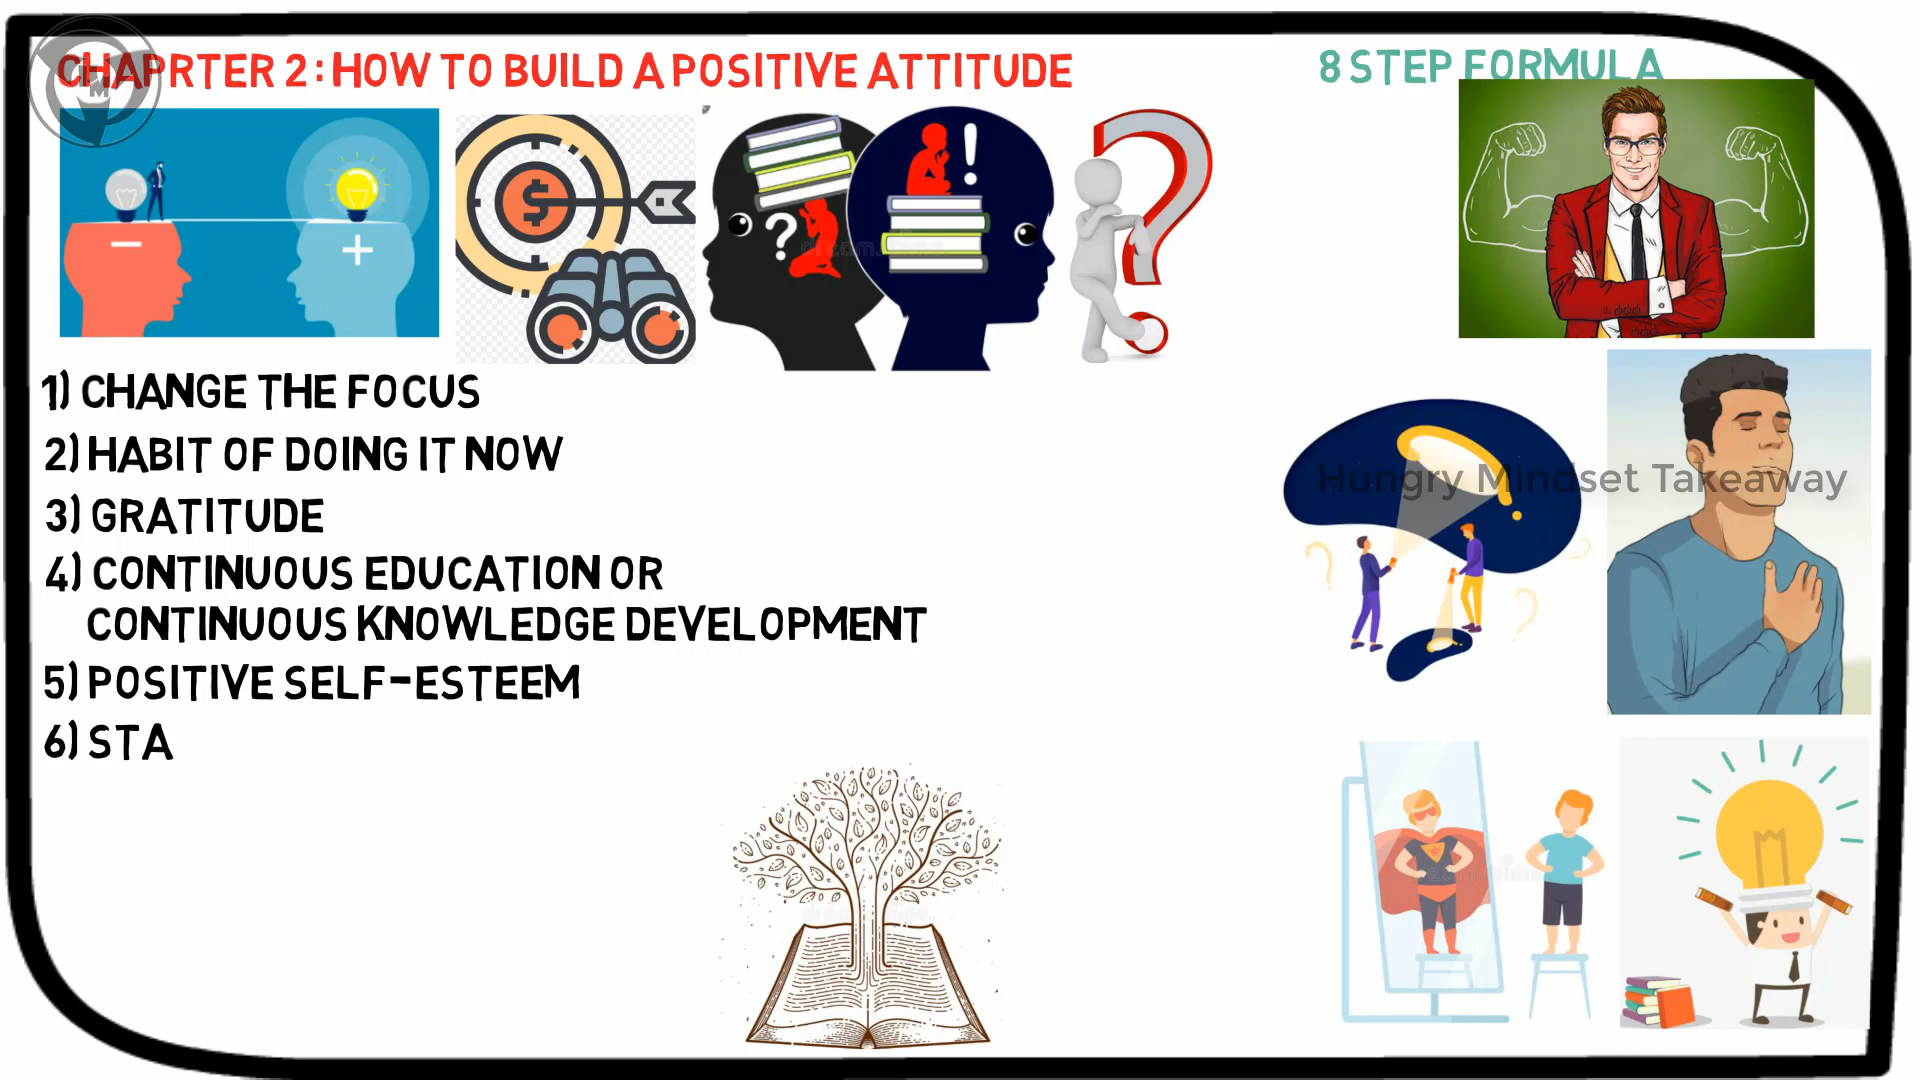 CHAPRTER 2 : HOW TO BUILD A POSITIVE ATTITUDE
8 STEP FORMULA
1) CHANGE THE FOCUS
2) HABIT OF DOING IT NOW
3) GRATITUDE
4) CONTINUOUS EDUCATION OR
CONTINUOUS KNOWLEDGE DEVELOPMENT
5) POSITIVE SELF-ESTEEM
6) STA
Hungry Mindset Takeaway